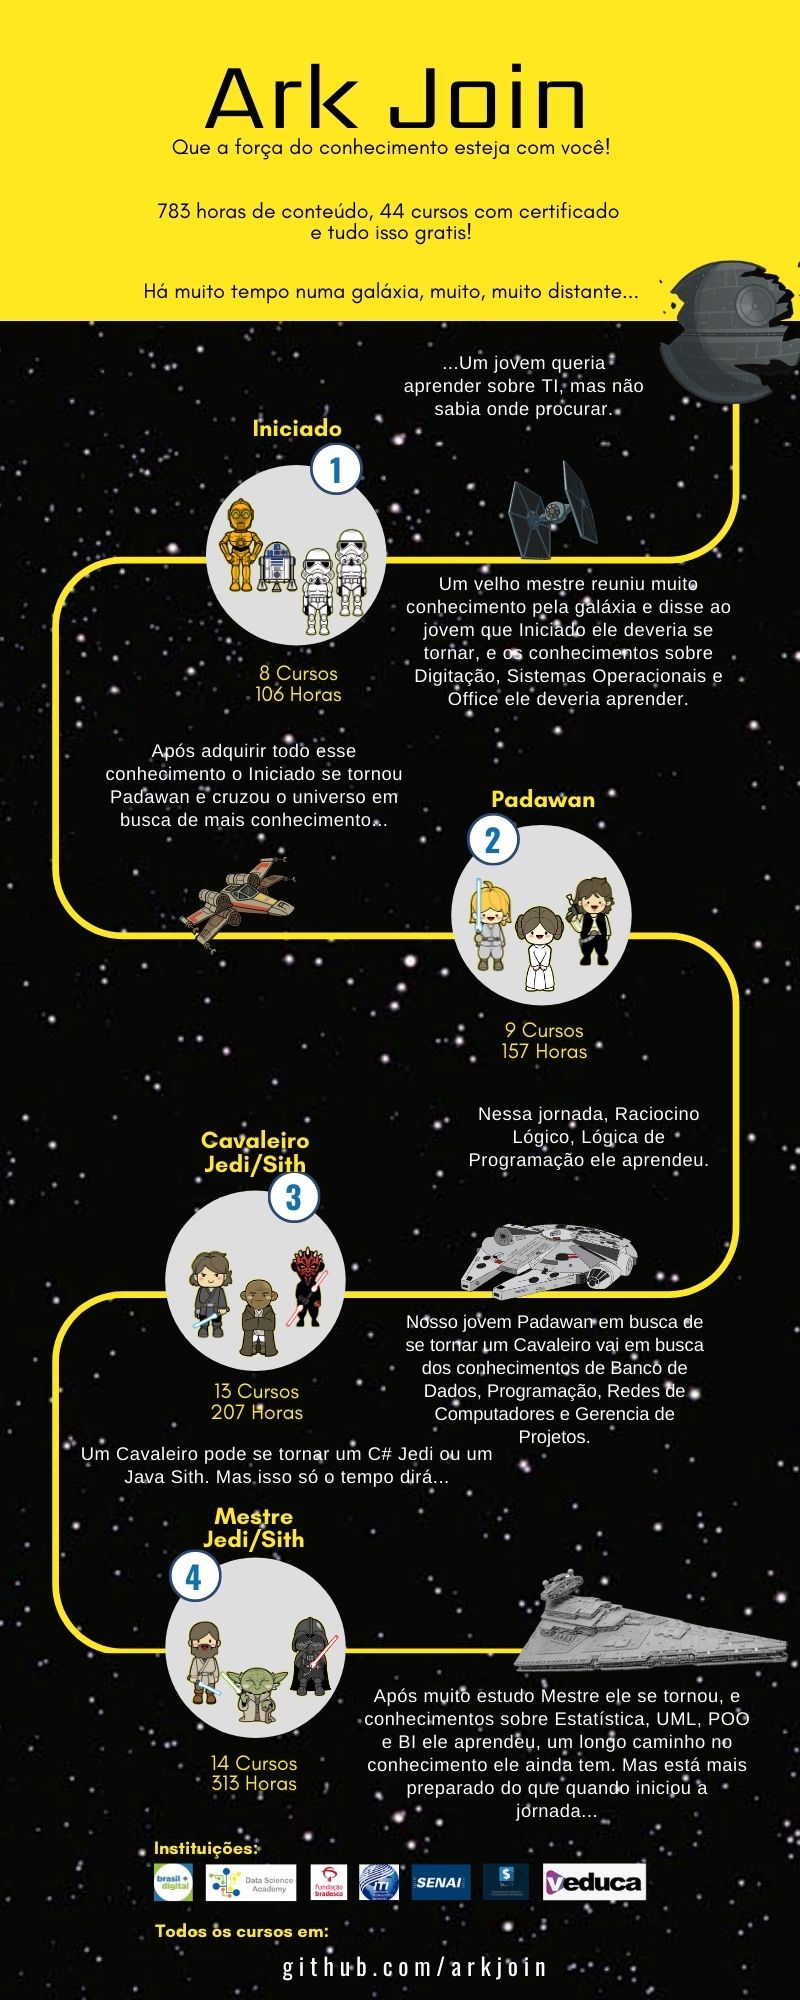 Ark Join
Que a força do conhecimento esteja com você!
783 horas de conteúdo, 44 cursos com certificado
e tudo isso gratis!
Há muito tempo numa galáxia, muito, muito distante...
...Um jovem queria
aprender sobre TI, mas não
sabia onde procurar.
Iniciado
1
Um velho mestre reuniu muito
conhecimento pela galáxia e disse ao
jovem que Iniciado ele deveria se
tornar, e os conhecimentos sobre
Digitação, Sistemas Operacionais e
Office ele deveria aprender.
8 Cursos
106 Horas
Após adquirir todo esse
conhecimento o Iniciado se tornou
Padawan e cruzou o universo em
busca de mais conhecimento...
Padawan
2
9 Cursos
157 Horas
Nessa jornada, Raciocino
Lógico, Lógica de
Programação ele aprendeu.
Cavaleiro
Jedi/Sith
3
Nosso jovem Padawan em busca de
se tornar um Cavaleiro vai em busca
dos conhecimentos de Banco de
Dados, Programação, Redes de
Computadores e Gerencia de
Projetos.
13 Cursos
207 Horas
Um Cavaleiro pode se tornar um C# Jedi ou um
Java Sith. Mas isso só o tempo dirá...
Mestre
Jedi/Sith
4
Após muito estudo Mestre ele se tornou, e
conhecimentos sobre Estatística, UML, POO
e BI ele aprendeu, um longo caminho no
conhecimento ele ainda tem. Mas está mais
preparado do que quando iniciou a
jornada...
14 Cursos
313 Horas
Instituições:
brasil +
digital
Data Science
Academy
fundação
bradesco
ITI
SENAI
Veduca
Todos os cursos em:
github.com/arkjoin